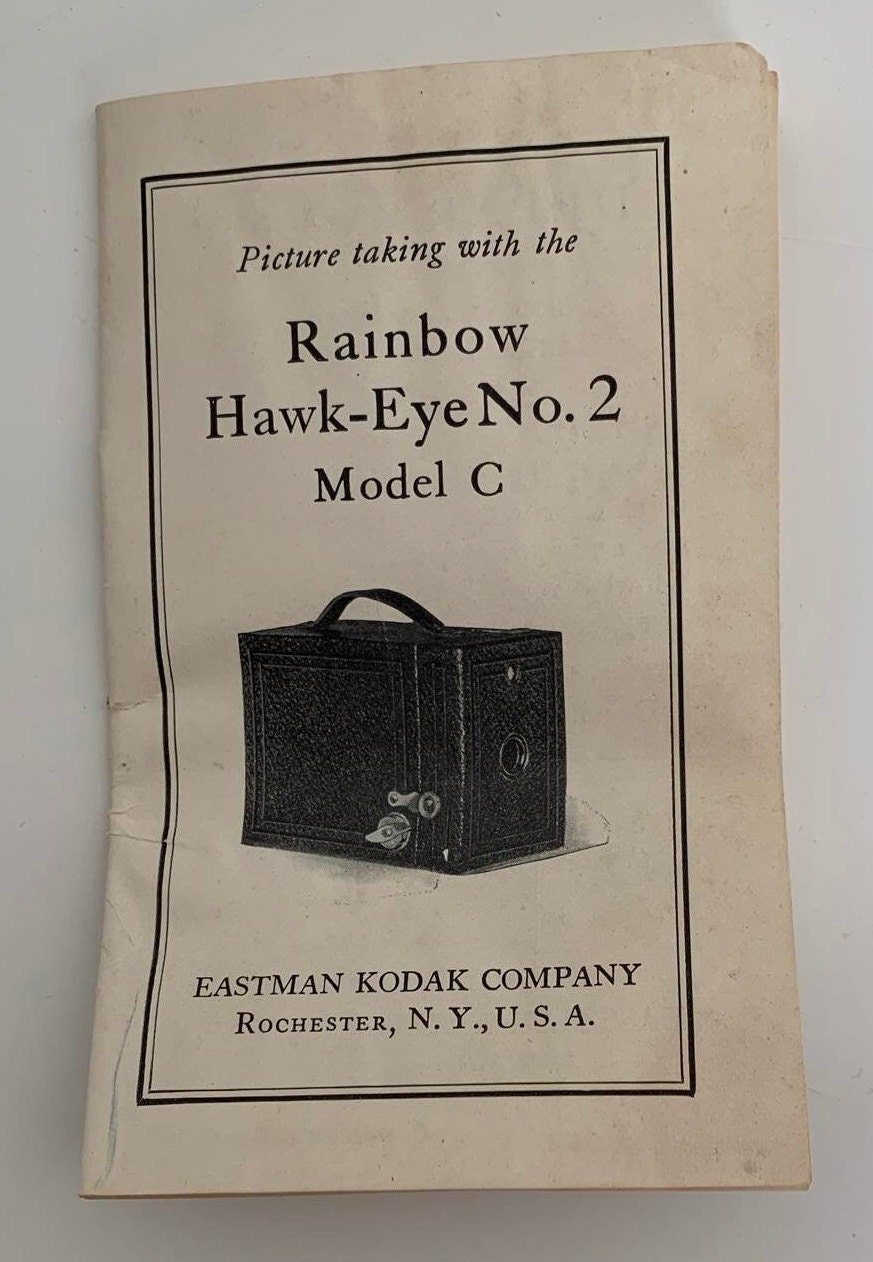 Picture taking with the
Rainbow
Hawk-Eye No. 2
Model C
EASTMAN KODAK COMPANY
ROCHESTER, N. Y., U. S. A.